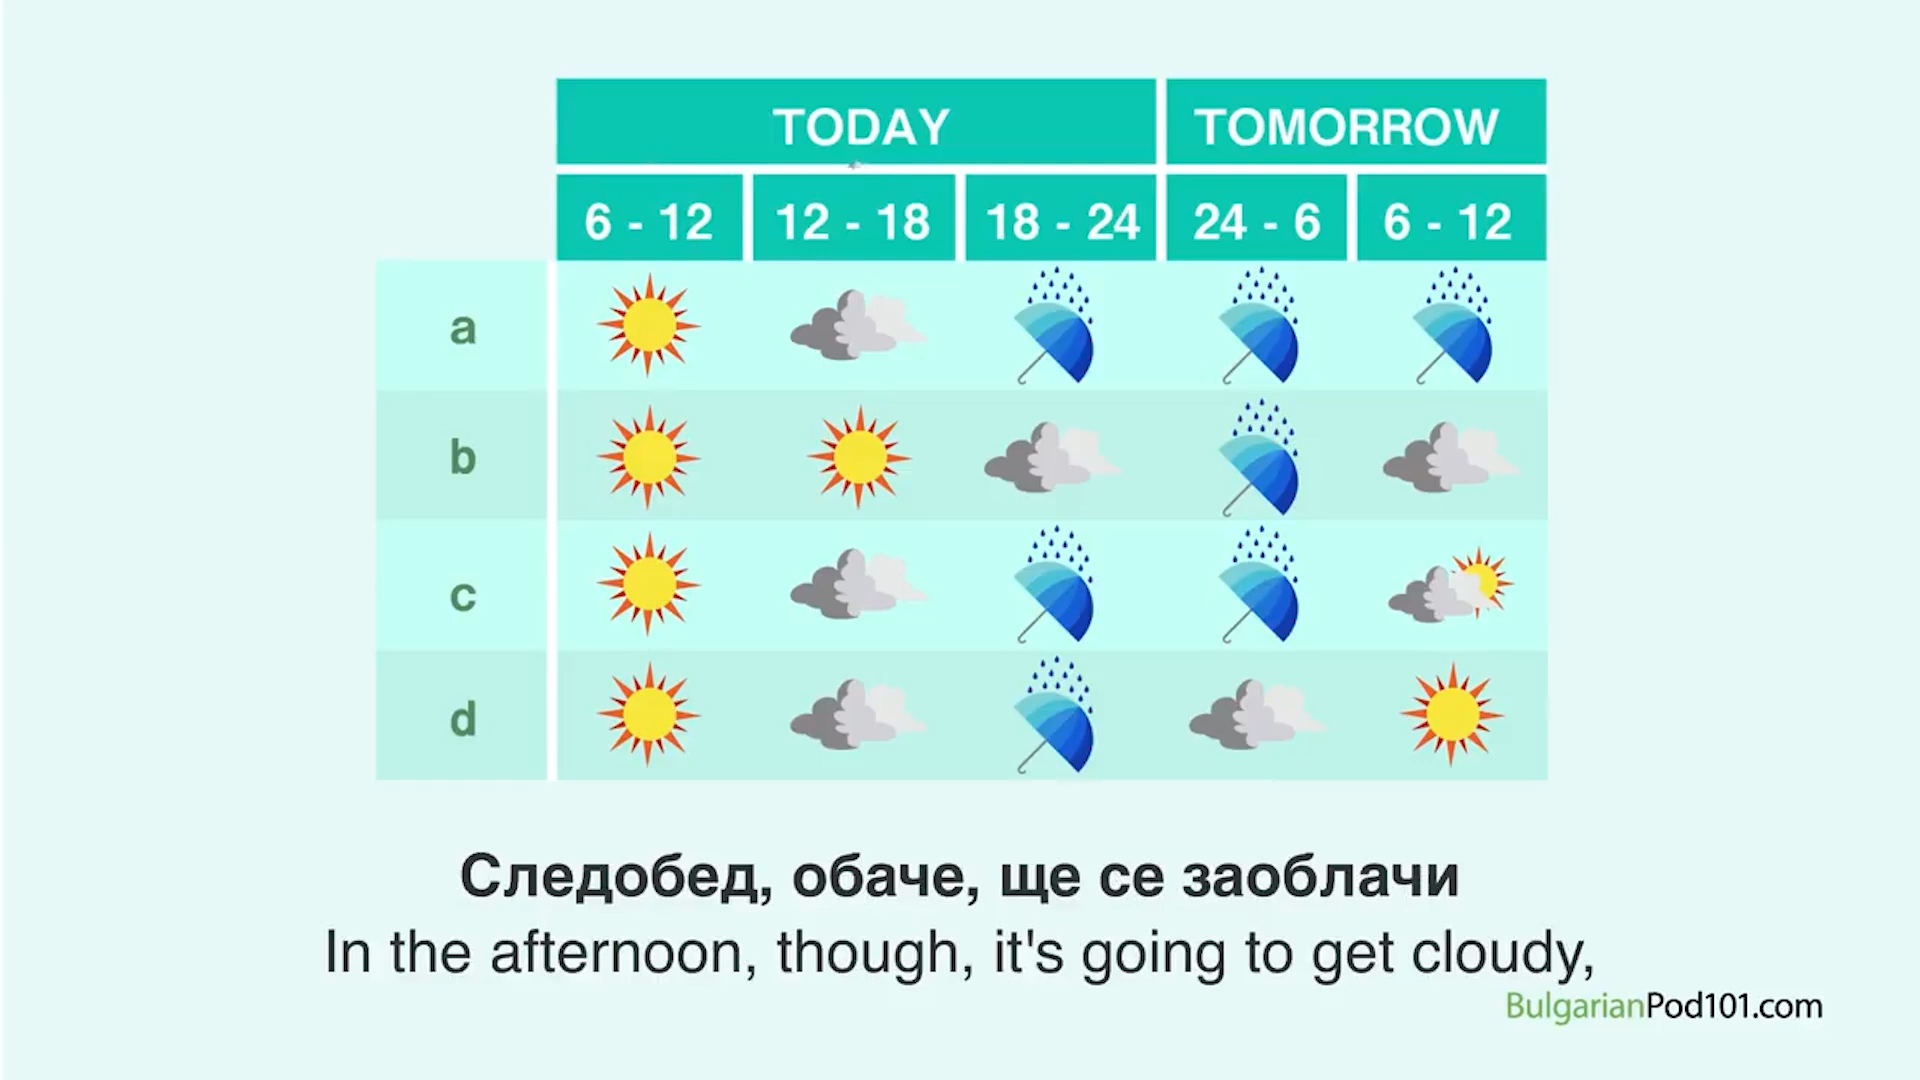 TODAY TOMORROW
6 - 12 12 - 18 18 - 24 24 - 6 6 - 12
a
b
c
d
Следобед, обаче, ще се заоблачи
In the afternoon, though, it's going to get cloudy,
BulgarianPod101.com